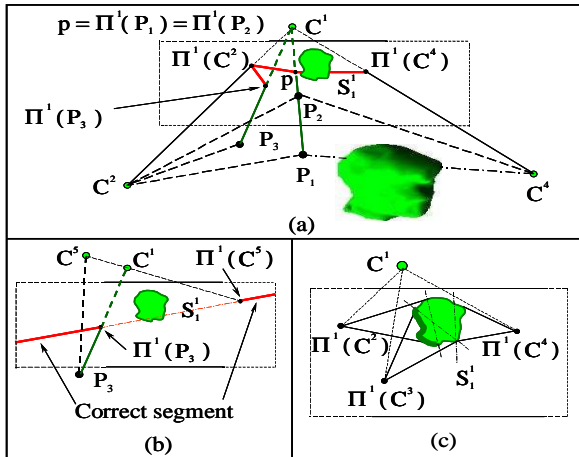 p = Π¹(P₁) = Π¹(P₂)
C¹
Π¹(C²)
Π¹(C⁴)
p
S₁¹
Π¹(P₃)
P₂
P₃
P₁
C²
C⁴
(a)
C⁵
C¹
Π¹(C⁵)
S₁¹
Π¹(P₃)
P₃
Correct segment
(b)
C¹
Π¹(C²)
Π¹(C⁴)
Π¹(C³)
S₁¹
(c)